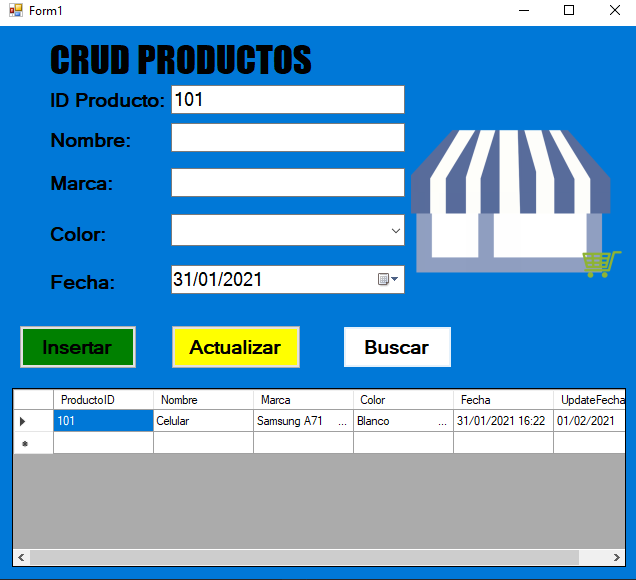 Form1
CRUD PRODUCTOS
ID Producto: 101
Nombre:
Marca:
Color:
Fecha: 31/01/2021
Insertar Actualizar Buscar
ProductoID Nombre Marca Color Fecha UpdateFecha
101 Celular Samsung A71 ... Blanco ... 31/01/2021 16:22 01/02/2021